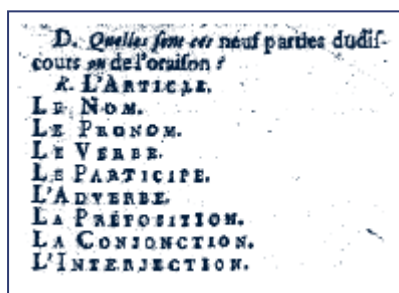 D. Quelles sont ces neuf parties du dis-
cours ou de l'oraison ?
R. L'ARTICLE.
LE NOM.
LE PRONOM.
LE VERBE.
LE PARTICIPE.
L'ADVERBE.
LA PRÉPOSITION.
LA CONJONCTION.
L'INTERJECTION.